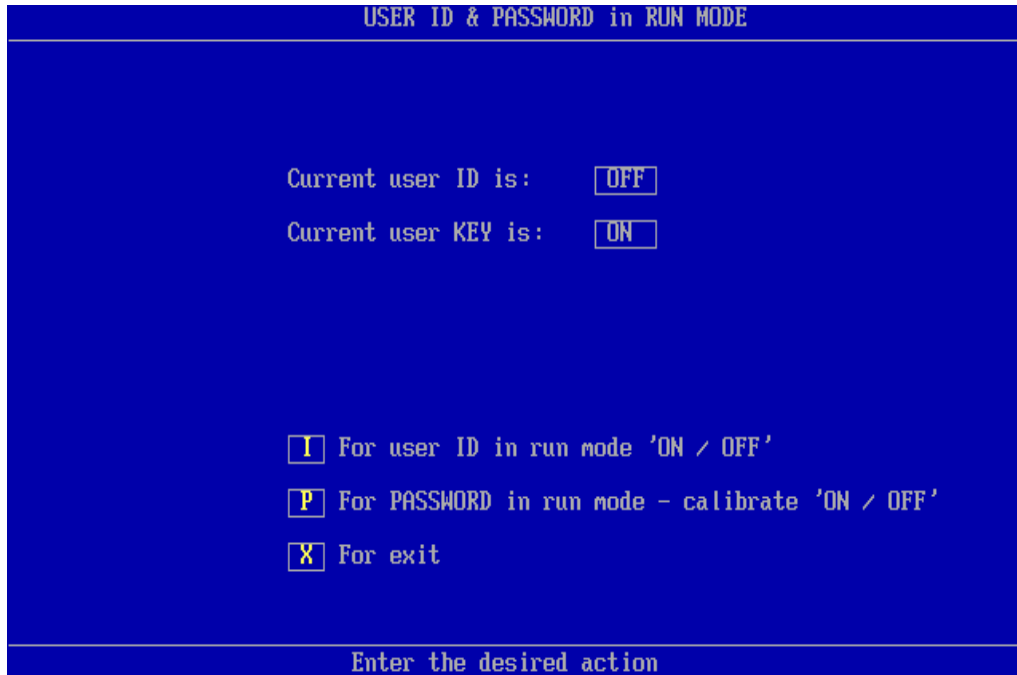 USER ID & PASSWORD in RUN MODE
Current user ID is: OFF
Current user KEY is: ON
I For user ID in run mode 'ON / OFF'
P For PASSWORD in run mode - calibrate 'ON / OFF'
X For exit
Enter the desired action